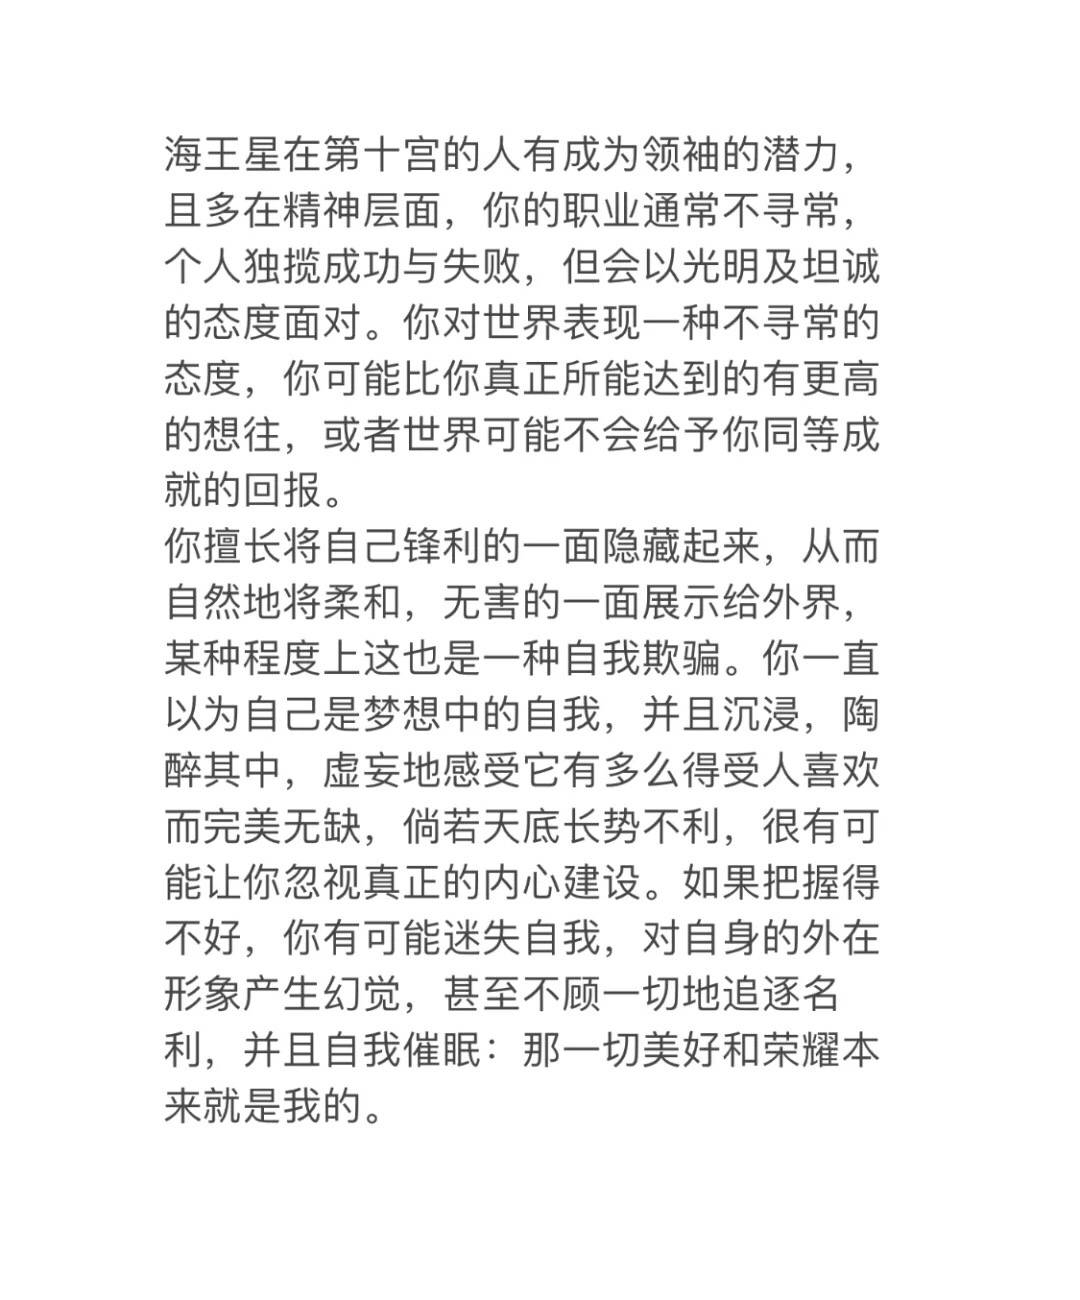 海王星在第十宫的人有成为领袖的潜力，
且多在精神层面，你的职业通常不寻常，
个人独揽成功与失败，但会以光明及坦诚
的态度面对。你对世界表现一种不寻常的
态度，你可能比你真正所能达到的有更高
的想往，或者世界可能不会给予你同等成
就的回报。
你擅长将自己锋利的一面隐藏起来，从而
自然地将柔和，无害的一面展示给外界，
某种程度上这也是一种自我欺骗。你一直
以为自己是梦想中的自我，并且沉浸，陶
醉其中，虚妄地感受它有多么得受人喜欢
而完美无缺，倘若天底长势不利，很有可
能让你忽视真正的内心建设。如果把握得
不好，你有可能迷失自我，对自身的外在
形象产生幻觉，甚至不顾一切地追逐名
利，并且自我催眠：那一切美好和荣耀本
来就是我的。